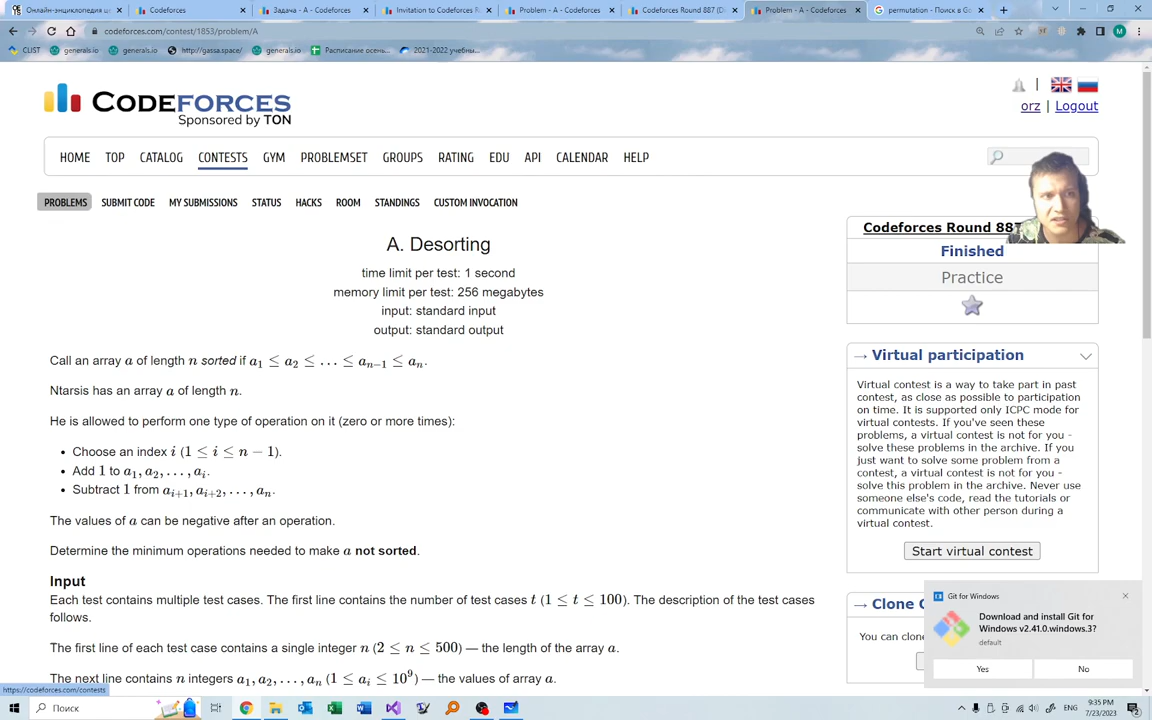 Онлайн-энциклопедия ц
Codeforces
Задача - A - Codeforces
Invitation to Codeforces R
Problem - A - Codeforces
Codeforces Round 887 (D
Problem - A - Codeforces
permutation - Поиск в Go
codeforces.com/contest/1853/problem/A
CLIST
generals.io
generals.io
http://gassa.space/
generals.io
Расписание осень...
2021-2022 учебны...
CODEFORCES
Sponsored by TON
orz | Logout
HOME TOP CATALOG CONTESTS GYM PROBLEMSET GROUPS RATING EDU API CALENDAR HELP
PROBLEMS SUBMIT CODE MY SUBMISSIONS STATUS HACKS ROOM STANDINGS CUSTOM INVOCATION
A. Desorting
time limit per test: 1 second
memory limit per test: 256 megabytes
input: standard input
output: standard output
Call an array a of length n sorted if a1 ≤ a2 ≤ … ≤ an−1 ≤ an.
Ntarsis has an array a of length n.
He is allowed to perform one type of operation on it (zero or more times):
• Choose an index i (1 ≤ i ≤ n − 1).
• Add 1 to a1, a2, …, ai.
• Subtract 1 from ai+1, ai+2, …, an.
The values of a can be negative after an operation.
Determine the minimum operations needed to make a not sorted.
Input
Each test contains multiple test cases. The first line contains the number of test cases t (1 ≤ t ≤ 100). The description of the test cases
follows.
The first line of each test case contains a single integer n (2 ≤ n ≤ 500) — the length of the array a.
The next line contains n integers a1, a2, …, an (1 ≤ ai ≤ 10^9) — the values of array a.
Codeforces Round 887
Finished
Practice
→ Virtual participation
Virtual contest is a way to take part in past
contest, as close as possible to participation
on time. It is supported only ICPC mode for
virtual contests. If you've seen these
problems, a virtual contest is not for you -
solve these problems in the archive. If you
just want to solve some problem from a
contest, a virtual contest is not for you -
solve this problem in the archive. Never use
someone else's code, read the tutorials or
communicate with other person during a
virtual contest.
Start virtual contest
→ Clone
You can clone
Git for Windows
Download and install Git for
Windows v2.41.0.windows.3?
default
Yes
No
https://codeforces.com/contests
Поиск
ENG
9:35 PM
7/23/2023